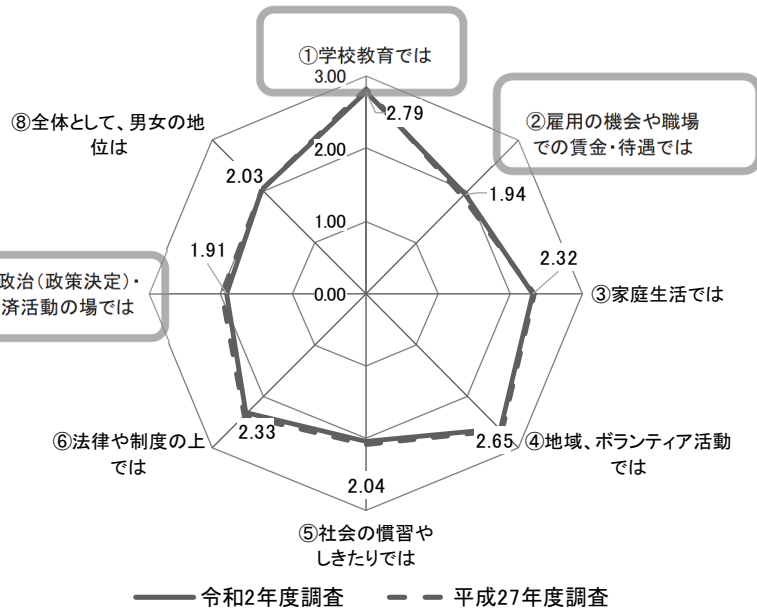 ①学校教育では
3.00
2.79
②雇用の機会や職場
での賃金・待遇では
⑧全体として、男女の地
位は
2.00
2.03
1.94
1.00
1.91
2.32
政治(政策決定)・
済活動の場では
0.00
③家庭生活では
⑥法律や制度の上
では
2.33
2.65
④地域、ボランティア活動
では
2.04
⑤社会の慣習や
しきたりでは
令和2年度調査
平成27年度調査